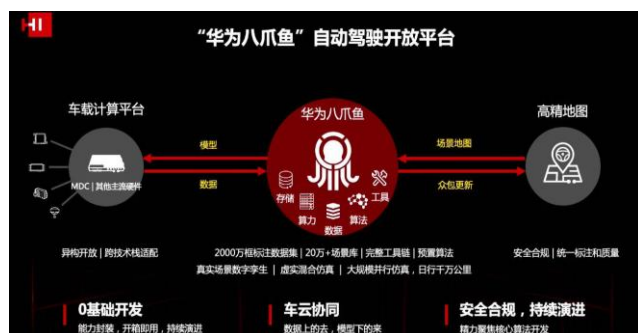 HI
“华为八爪鱼”自动驾驶开放平台
车载计算平台
华为八爪鱼
高精地图
模型
场景地图
MDC | 其他主流硬件
数据
众包更新
存储
工具
算力
算法
数据
异构开放 | 跨技术栈适配
2000万框标注数据集 | 20万+场景库 | 完整工具链 | 预置算法
安全合规 | 统一标注和质量
真实场景数字孪生 | 虚实混合仿真 | 大规模并行仿真,日行千万公里
0基础开发
车云协同
安全合规,持续演进
能力封装,开箱即用,持续演进
数据上的去,模型下的来
精力聚焦核心算法开发